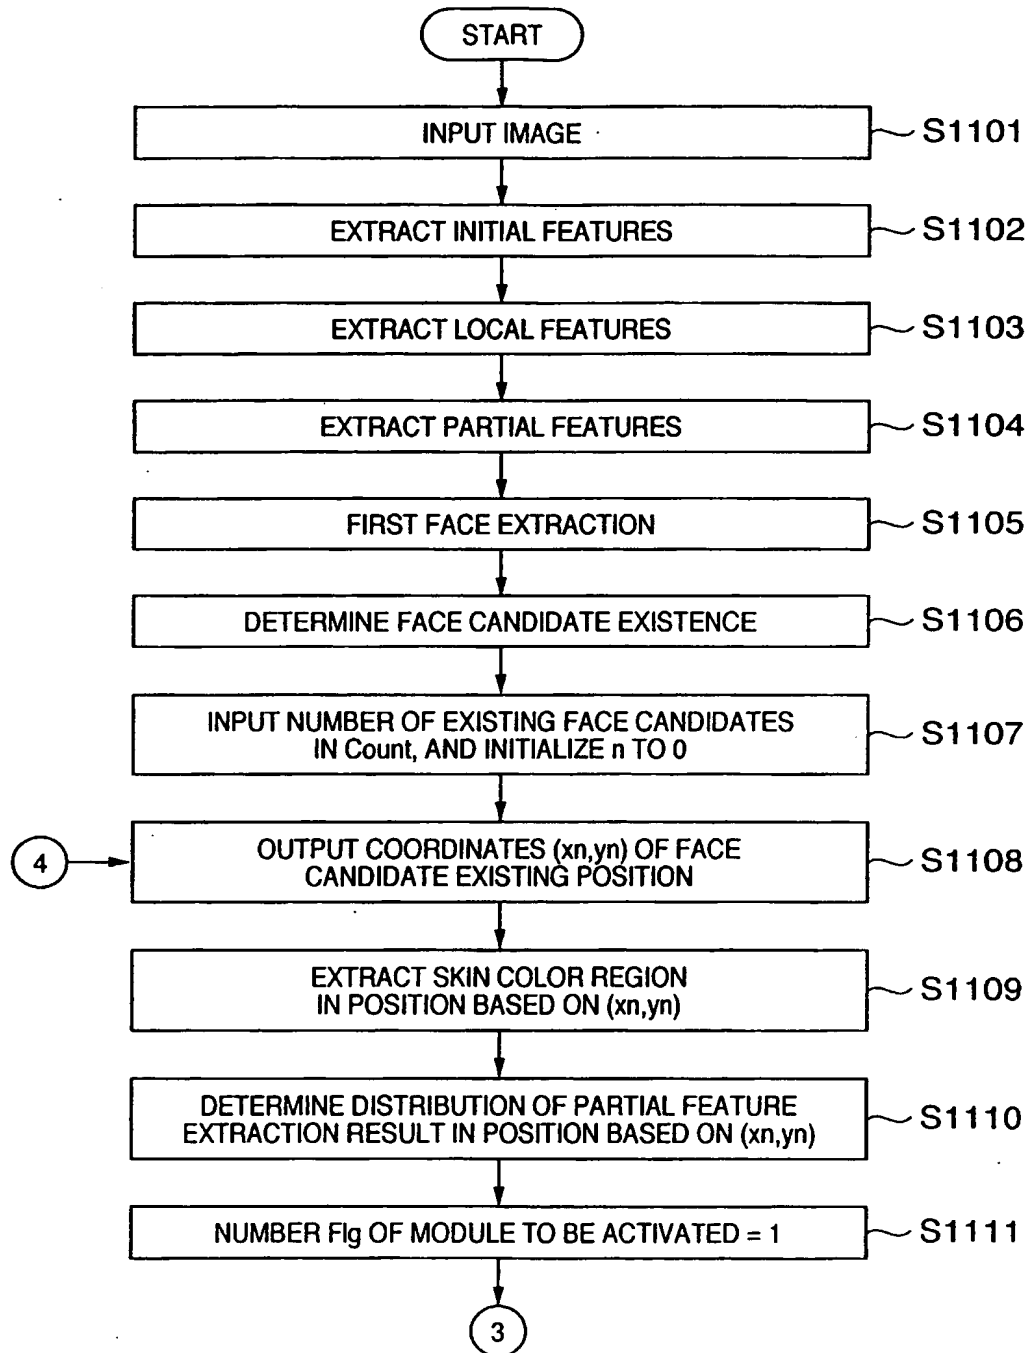 START
INPUT IMAGE
S1101
EXTRACT INITIAL FEATURES
S1102
EXTRACT LOCAL FEATURES
S1103
EXTRACT PARTIAL FEATURES
S1104
FIRST FACE EXTRACTION
S1105
DETERMINE FACE CANDIDATE EXISTENCE
S1106
INPUT NUMBER OF EXISTING FACE CANDIDATES
IN Count, AND INITIALIZE n TO 0
S1107
4
OUTPUT COORDINATES (xn,yn) OF FACE
CANDIDATE EXISTING POSITION
S1108
EXTRACT SKIN COLOR REGION
IN POSITION BASED ON (xn,yn)
S1109
DETERMINE DISTRIBUTION OF PARTIAL FEATURE
EXTRACTION RESULT IN POSITION BASED ON (xn,yn)
S1110
NUMBER Flg OF MODULE TO BE ACTIVATED = 1
S1111
3